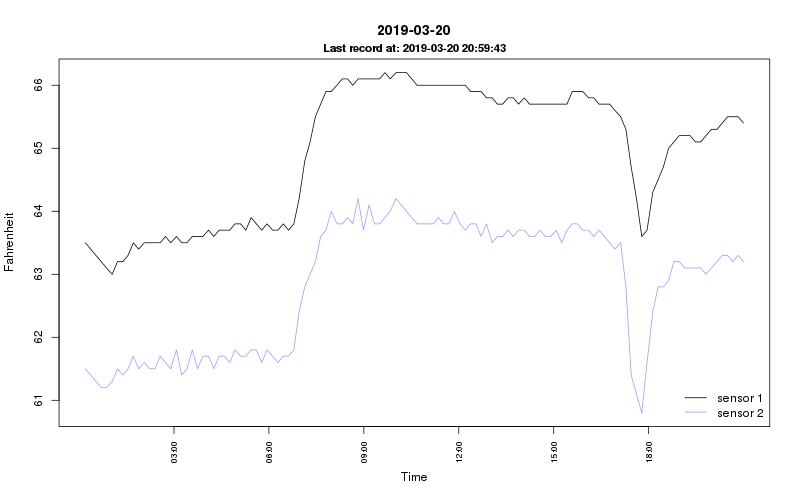 2019-03-20
Last record at: 2019-03-20 20:59:43
Fahrenheit
66
65
64
63
62
61
sensor 1
sensor 2
03:00 06:00 09:00 12:00 15:00 18:00
Time